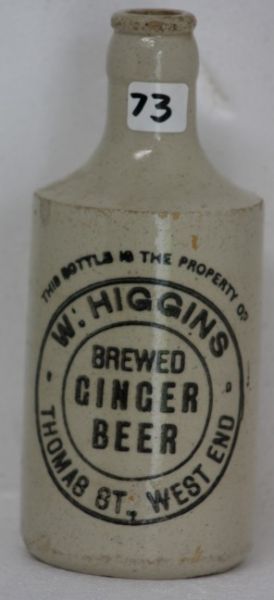 73
THIS BOTTLE IS THE PROPERTY OF
W. HIGGINS
BREWED
GINGER
BEER
THOMAS ST, WEST END